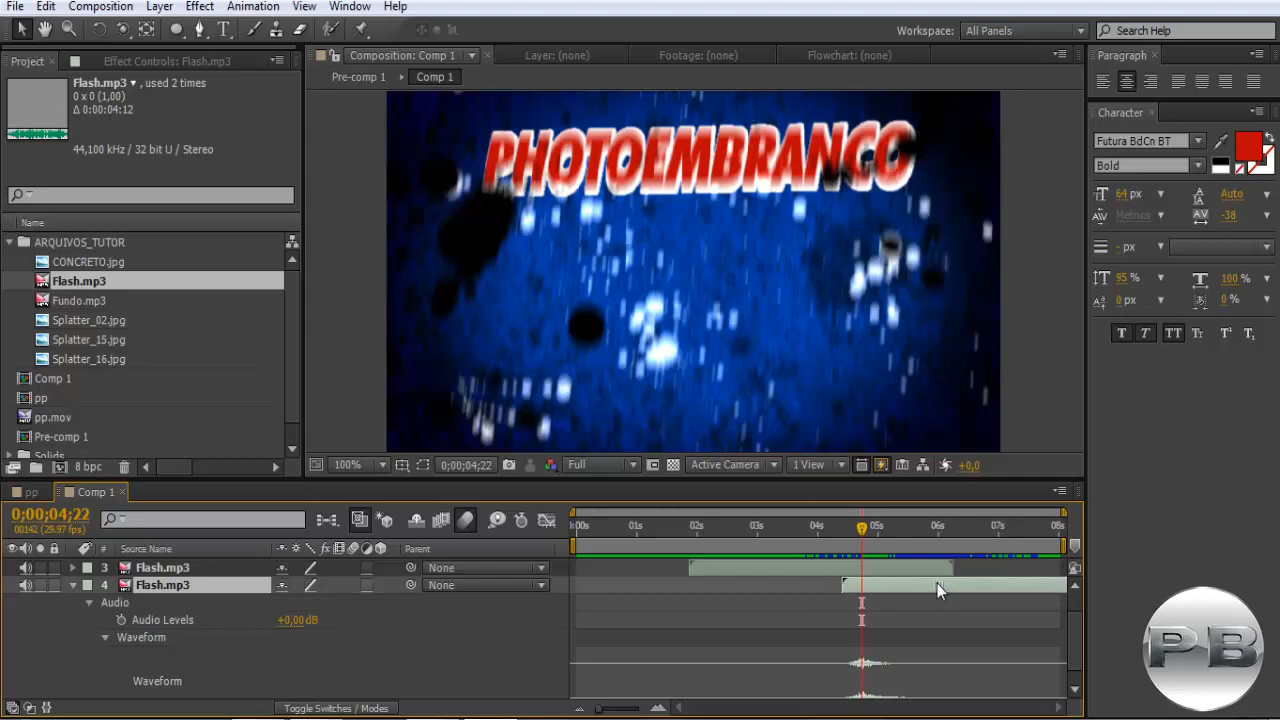 File Edit Composition Layer Effect Animation View Window Help
Workspace: All Panels Search Help
Project Effect Controls: Flash.mp3 Composition: Comp 1 Layer: (none) Footage: (none) Flowchart: (none) Paragraph
Pre-comp 1 Comp 1
Flash.mp3 , used 2 times
0 x 0 (1,00)
Δ 0:00:04:12
44,100 kHz / 32 bit U / Stereo
Character
Futura BdCn BT
Bold
64 px Auto
Metrics -38
- px
95 % 100 %
0 px 0 %
T T TT Tt T¹ T₁
Name
ARQUIVOS_TUTOR
CONCRETO.jpg
Flash.mp3
Fundo.mp3
Splatter_02.jpg
Splatter_15.jpg
Splatter_16.jpg
Comp 1
pp
pp.mov
Pre-comp 1
Solids
PHOTOEMBRANCO
8 bpc 100% 0;00;04;22 Full Active Camera 1 View +0,0
pp Comp 1
0;00;04;22
00142 (29.97 fps)
:00s 01s 02s 03s 04s 05s 06s 07s 08s
# Source Name Parent
3 Flash.mp3 None
4 Flash.mp3 None
Audio
Audio Levels +0,00 dB
Waveform
Waveform
Toggle Switches / Modes
PB